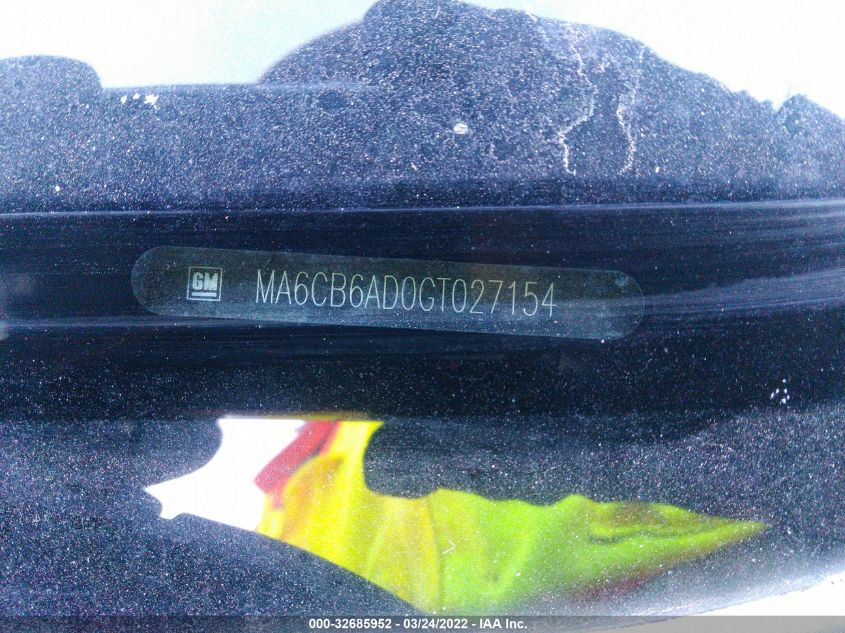 GM MA6CB6AD0GT027154
000-32685952 - 03/24/2022 - IAA Inc.